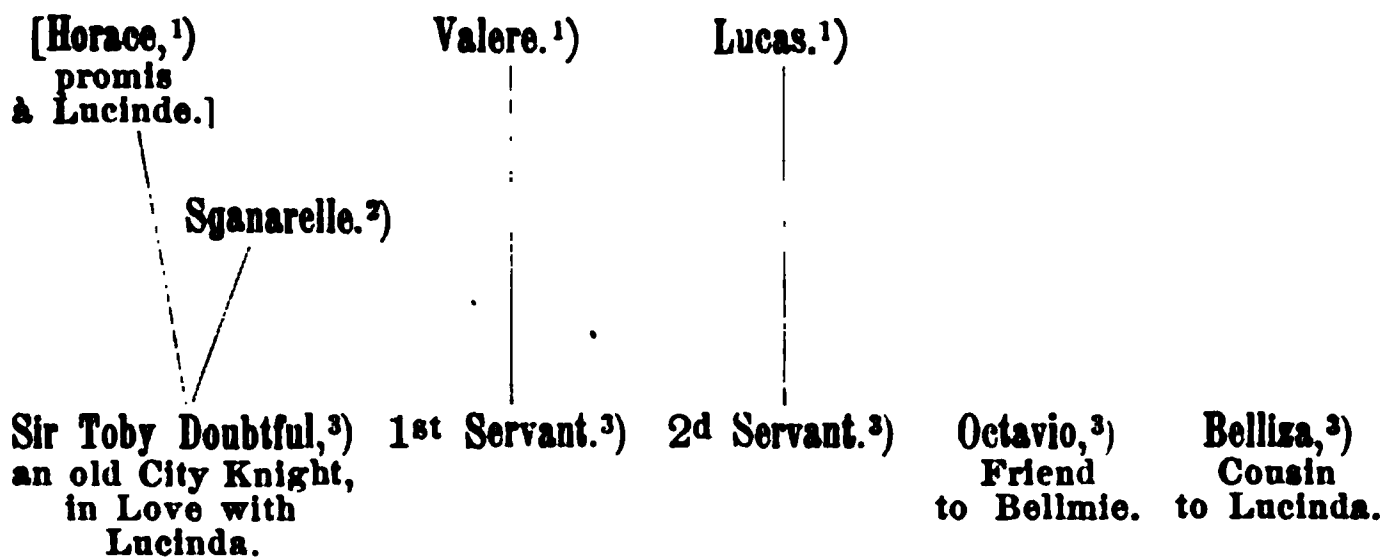 [Horace,¹) Valere.¹) Lucas.¹)
promis
à Lucinde.]
Sganarelle.²)
Sir Toby Doubtful,³) 1st Servant.³) 2d Servant.³) Octavio,³) Belliza,³)
an old City Knight, Friend Cousin
in Love with to Bellmie. to Lucinda.
Lucinda.